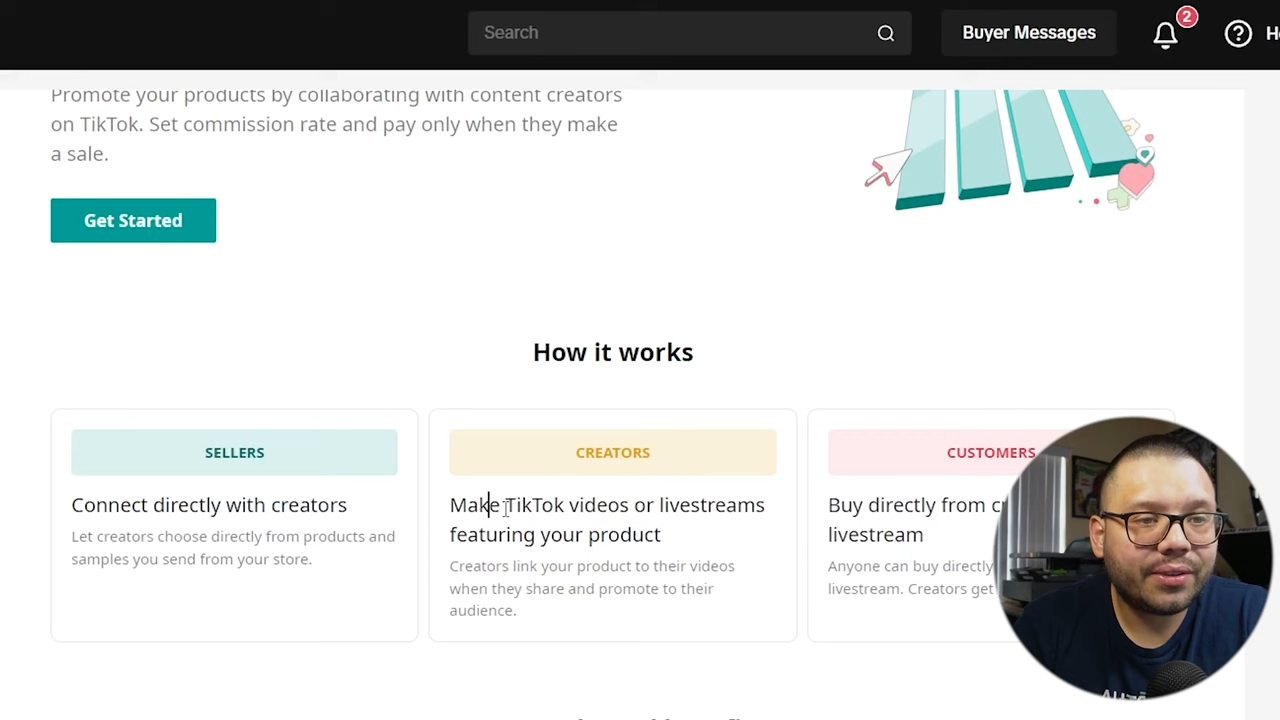 Search
Buyer Messages
2
Promote your products by collaborating with content creators
on TikTok. Set commission rate and pay only when they make
a sale.
Get Started
How it works
SELLERS
Connect directly with creators
Let creators choose directly from products and
samples you send from your store.
CREATORS
Make TikTok videos or livestreams
featuring your product
Creators link your product to their videos
when they share and promote to their
audience.
CUSTOMERS
Buy directly from
livestream
Anyone can buy directly
livestream. Creators get